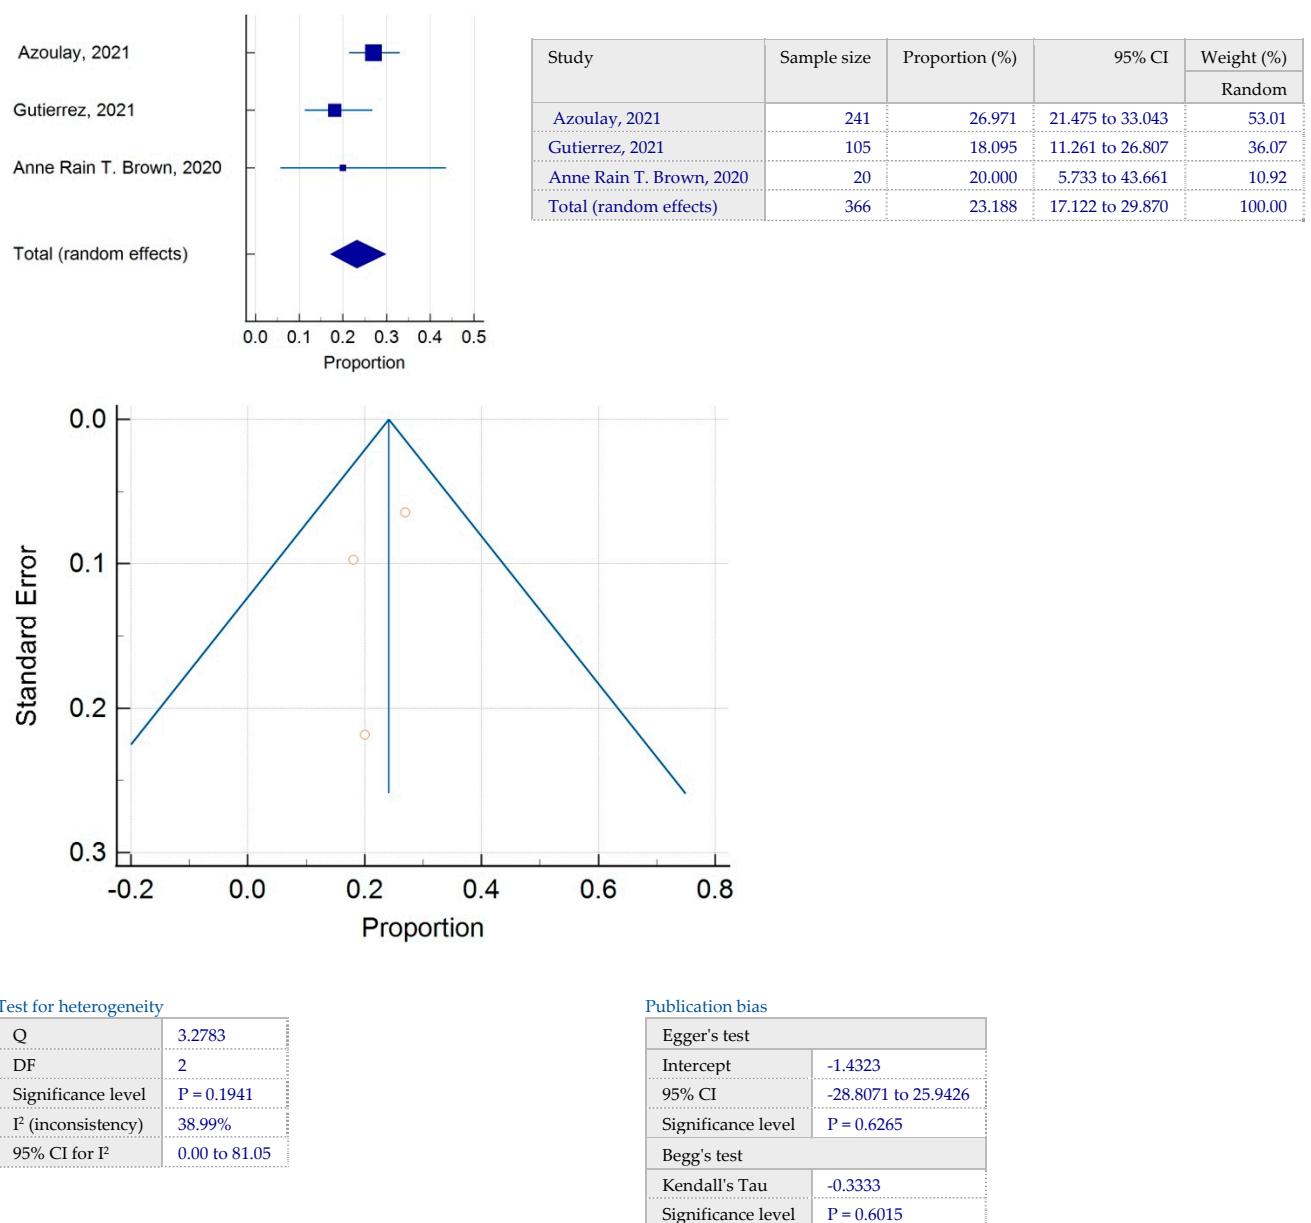 Azoulay, 2021
Gutierrez, 2021
Anne Rain T. Brown, 2020
Total (random effects)
0.0 0.1 0.2 0.3 0.4 0.5
Proportion
Study Sample size Proportion (%) 95% CI Weight (%)
Random
Azoulay, 2021 241 26.971 21.475 to 33.043 53.01
Gutierrez, 2021 105 18.095 11.261 to 26.807 36.07
Anne Rain T. Brown, 2020 20 20.000 5.733 to 43.661 10.92
Total (random effects) 366 23.188 17.122 to 29.870 100.00
0.0
0.1
0.2
0.3
Standard Error
-0.2 0.0 0.2 0.4 0.6 0.8
Proportion
Test for heterogeneity
Q 3.2783
DF 2
Significance level P = 0.1941
I² (inconsistency) 38.99%
95% CI for I² 0.00 to 81.05
Publication bias
Egger's test
Intercept -1.4323
95% CI -28.8071 to 25.9426
Significance level P = 0.6265
Begg's test
Kendall's Tau -0.3333
Significance level P = 0.6015